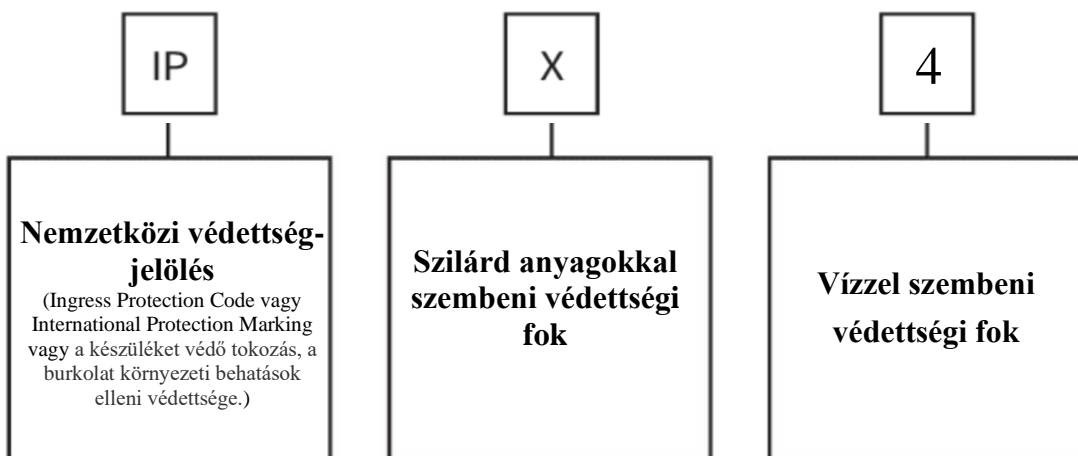 IP
X
4
Nemzetközi védettség-
jelölés
(Ingress Protection Code vagy
International Protection Marking
vagy a készüléket védő tokozás, a
burkolat környezeti behatások
elleni védettsége.)
Szilárd anyagokkal
szembeni védettségi
fok
Vízzel szembeni
védettségi fok